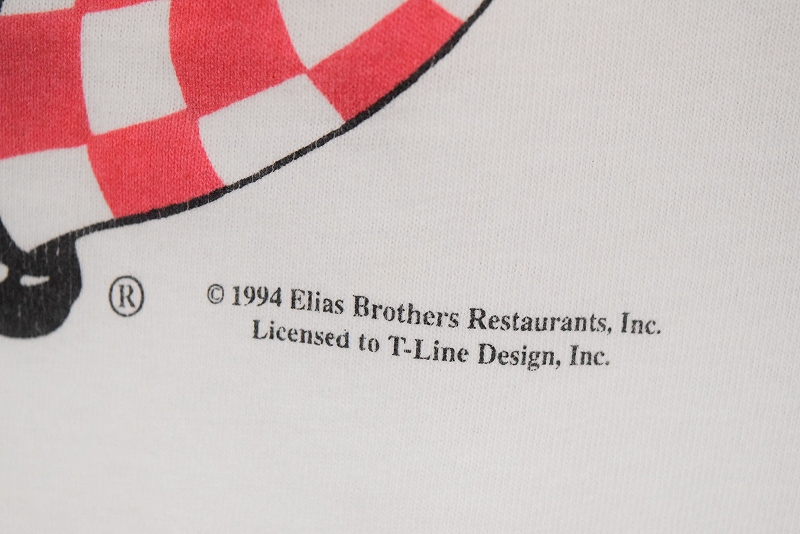 ®
© 1994 Elias Brothers Restaurants, Inc.
Licensed to T-Line Design, Inc.